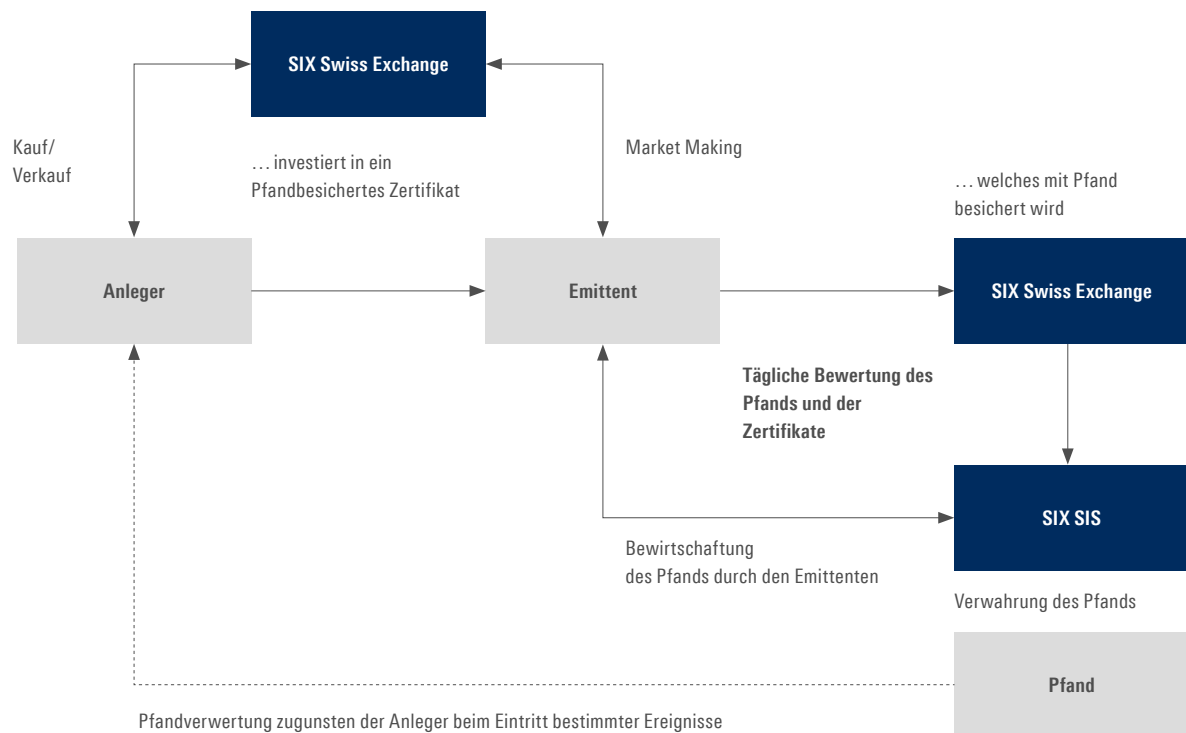 SIX Swiss Exchange
Kauf/
Verkauf
… investiert in ein
Pfandbesichertes Zertifikat
Market Making
… welches mit Pfand
besichert wird
Anleger
Emittent
SIX Swiss Exchange
Tägliche Bewertung des
Pfands und der
Zertifikate
SIX SIS
Bewirtschaftung
des Pfands durch den Emittenten
Verwahrung des Pfands
Pfand
Pfandverwertung zugunsten der Anleger beim Eintritt bestimmter Ereignisse